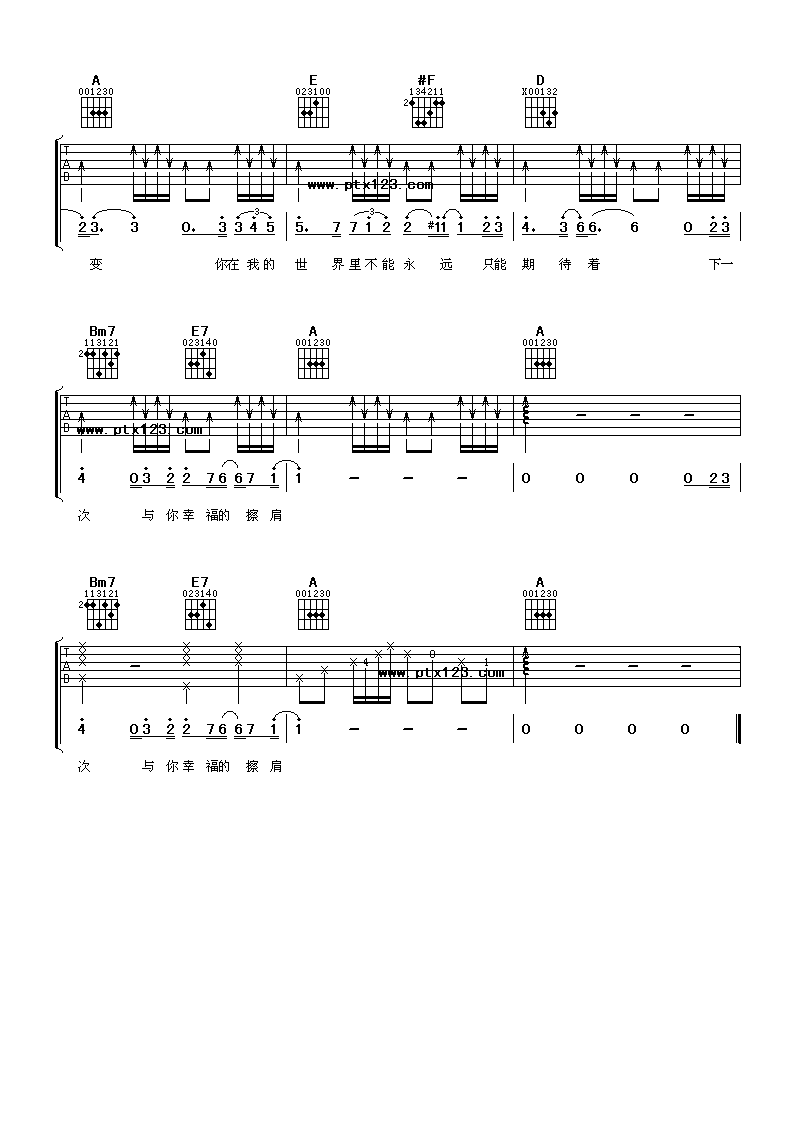 A E #F D
001230 023100 134211 X00132
2
T
A
B
www.ptx123.com
3 3 3
2 3. 3 0. 3 3 4 5 5. 7 7 1 2 2 #1 1 1 2 3 4. 3 6 6. 6 0 2 3
变 你在 我的 世 界里不能永 远 只能 期 待着 下一
Bm7 E7 A A
113121 023140 001230 001230
2
T
A
B
www.ptx123.com
4 0 3 2 2 7 6 6 7 1 1 - - - 0 0 0 0 2 3
次 与 你幸 福的 擦 肩
Bm7 E7 A A
113121 023140 001230 001230
2
T
A
B
4 0 1
www.ptx123.com
4 0 3 2 2 7 6 6 7 1 1 - - - 0 0 0 0
次 与 你幸 福的 擦 肩